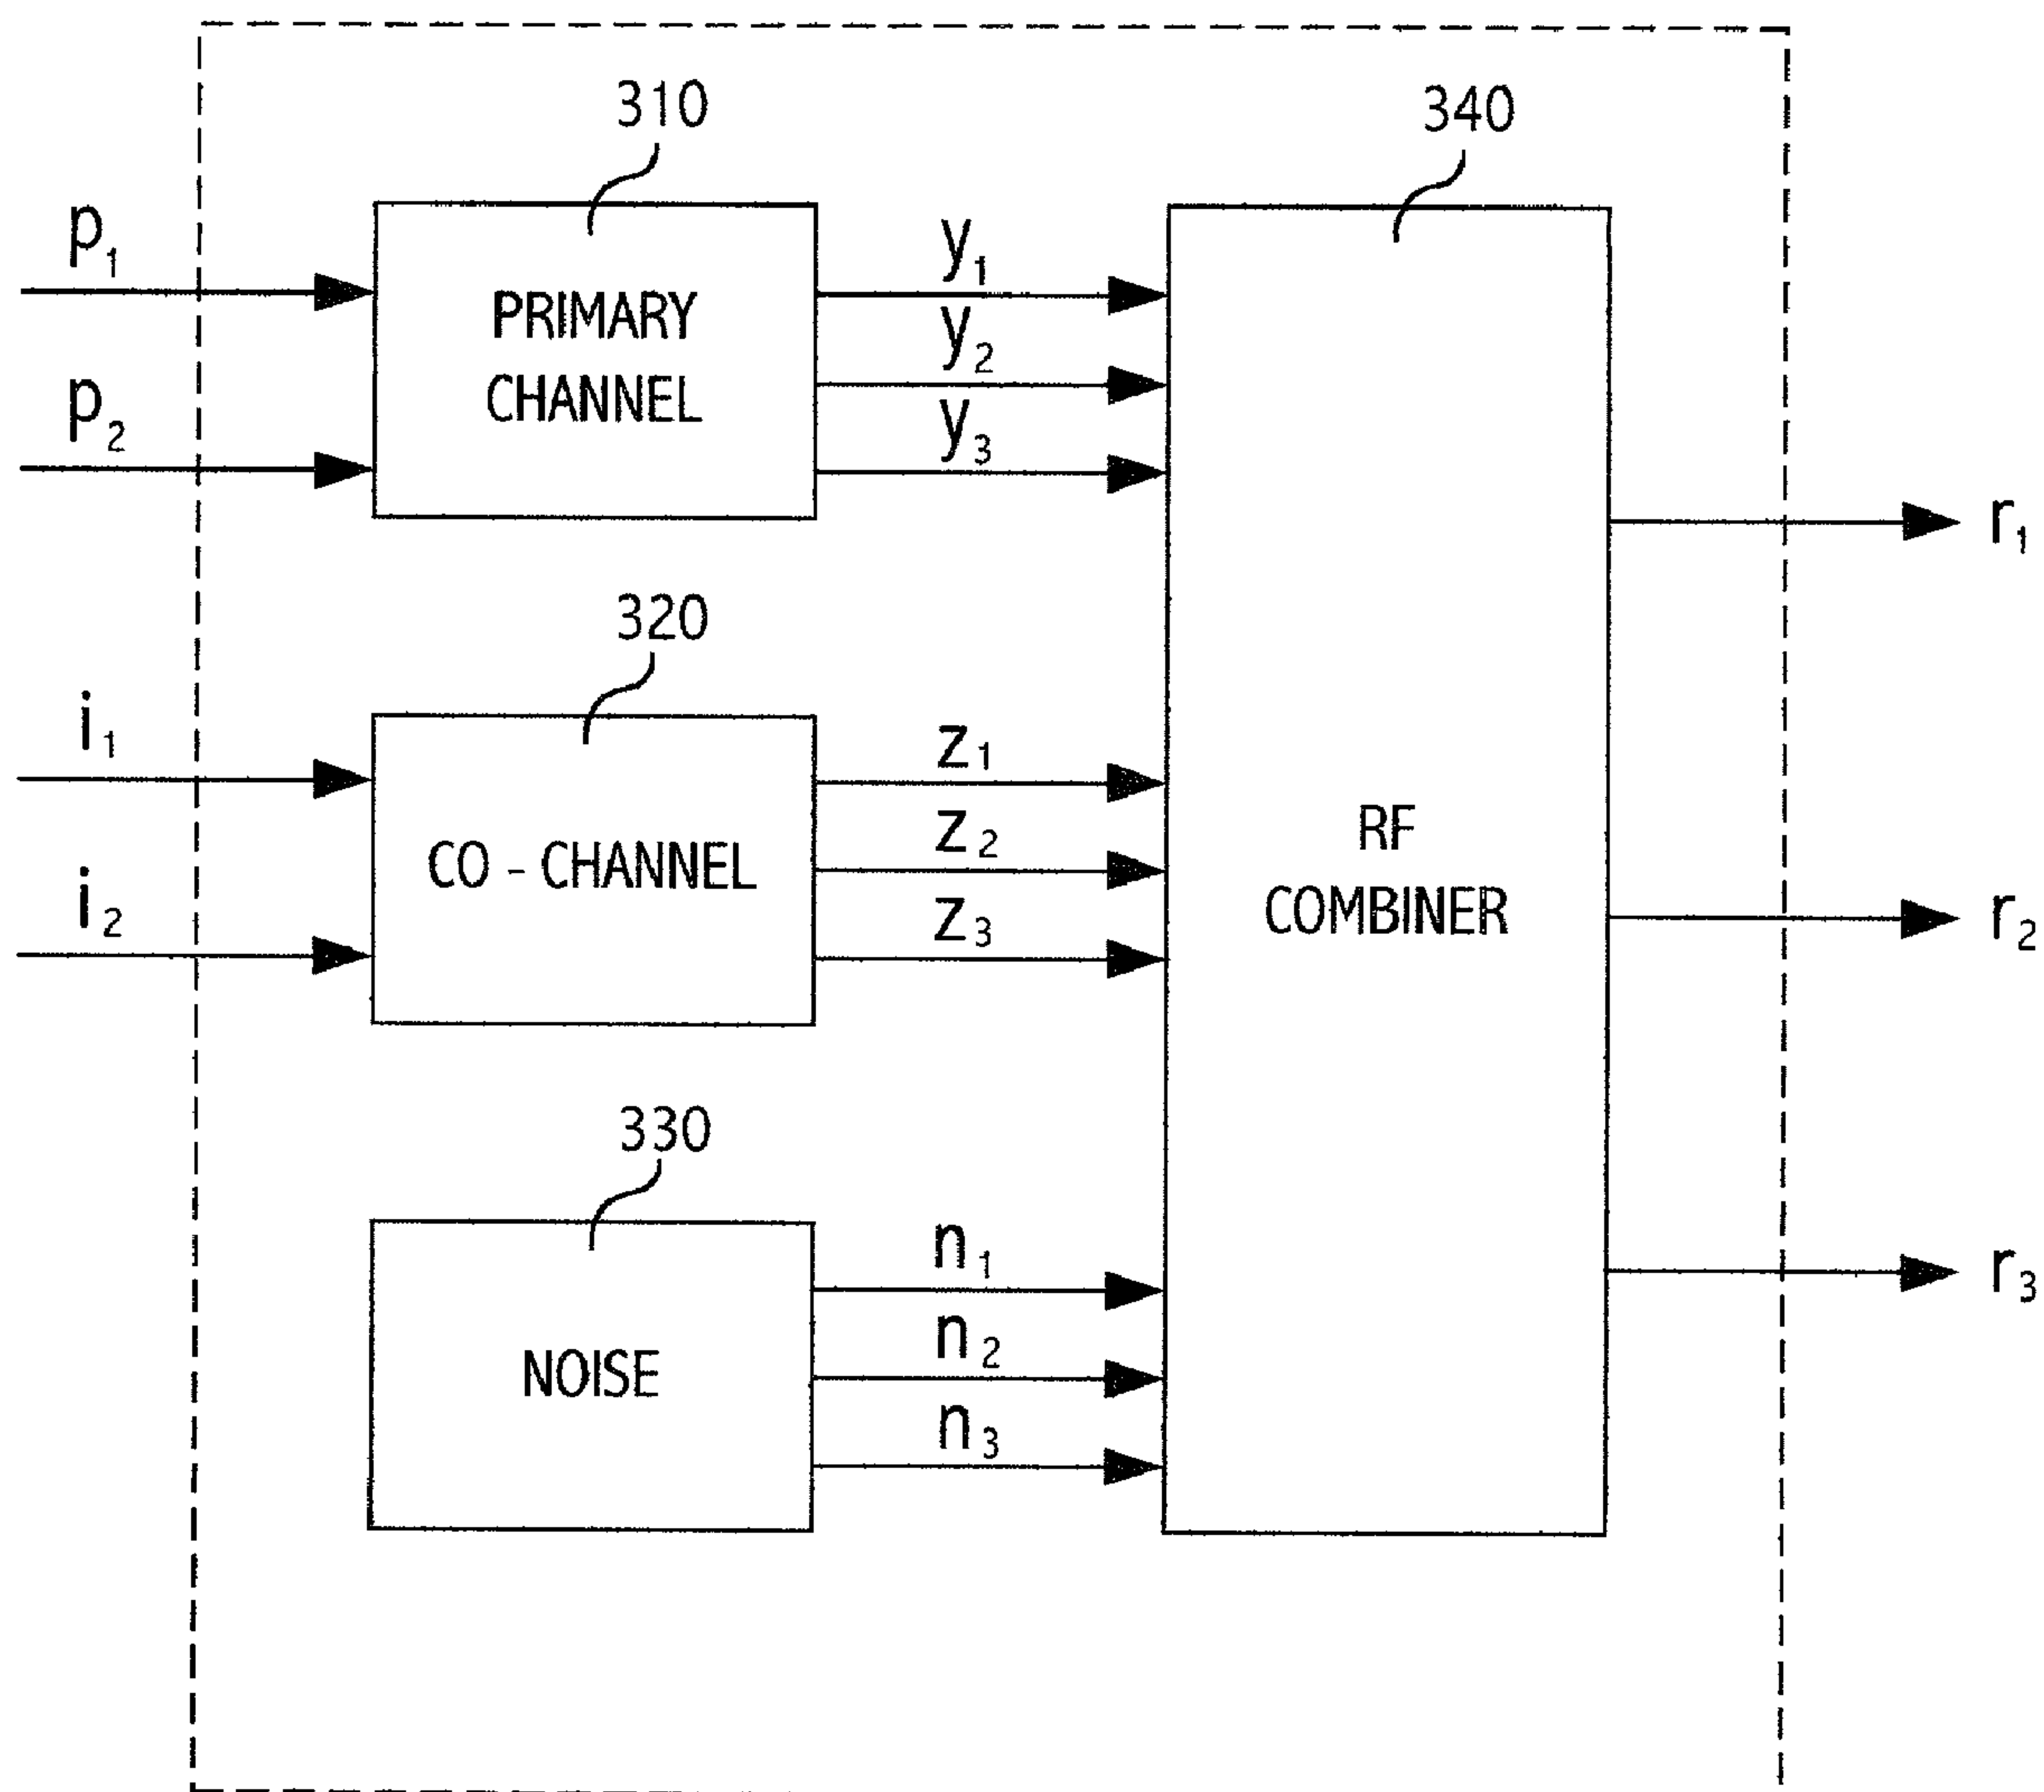 310
340
p₁
PRIMARY
CHANNEL
p₂
y₁
y₂
y₃
r₁
320
i₁
CO - CHANNEL
i₂
z₁
z₂
z₃
RF
COMBINER
r₂
330
NOISE
n₁
n₂
n₃
r₃